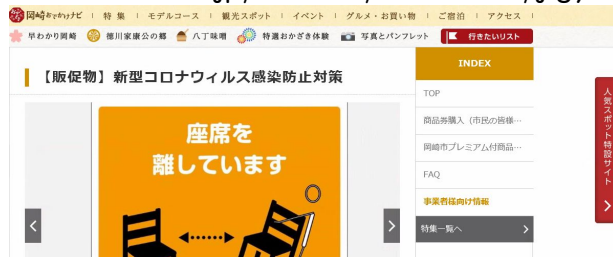 岡崎おでかけナビ | 特 集 | モデルコース | 観光スポット | イベント | グルメ・お買い物 | ご宿泊 | アクセス |
早わかり岡崎 徳川家康公の郷 八丁味噌 特選おかざき体験 写真とパンフレット 行きたいリスト
【販促物】新型コロナウィルス感染防止対策
座席を
離しています
INDEX
TOP
商品券購入（市民の皆様…
岡崎市プレミアム付商品…
FAQ
事業者様向け情報
特集一覧へ
人気スポット特設サイト